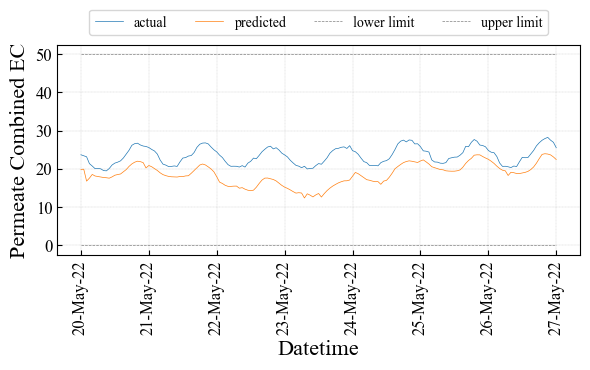 actual predicted lower limit upper limit
Permeate Combined EC
50
40
30
20
10
0
20-May-22 21-May-22 22-May-22 23-May-22 24-May-22 25-May-22 26-May-22 27-May-22
Datetime